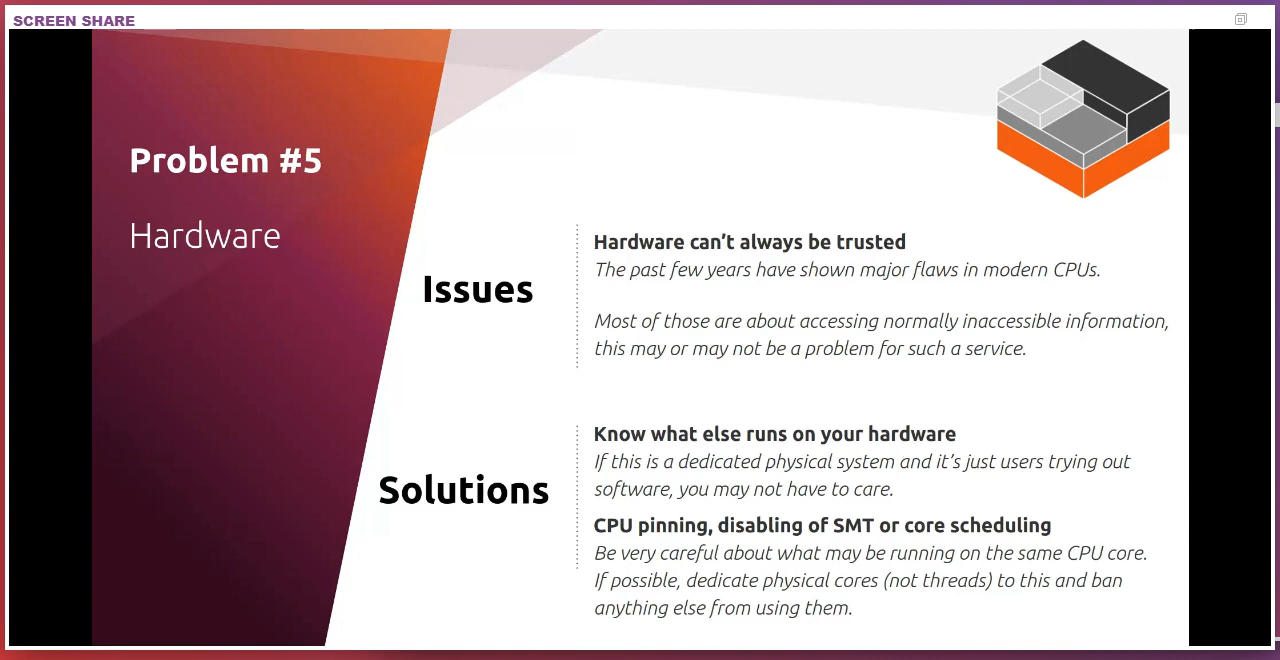 SCREEN SHARE
Problem #5
Hardware
Issues
Hardware can't always be trusted
The past few years have shown major flaws in modern CPUs.
Most of those are about accessing normally inaccessible information,
this may or may not be a problem for such a service.
Solutions
Know what else runs on your hardware
If this is a dedicated physical system and it's just users trying out
software, you may not have to care.
CPU pinning, disabling of SMT or core scheduling
Be very careful about what may be running on the same CPU core.
If possible, dedicate physical cores (not threads) to this and ban
anything else from using them.